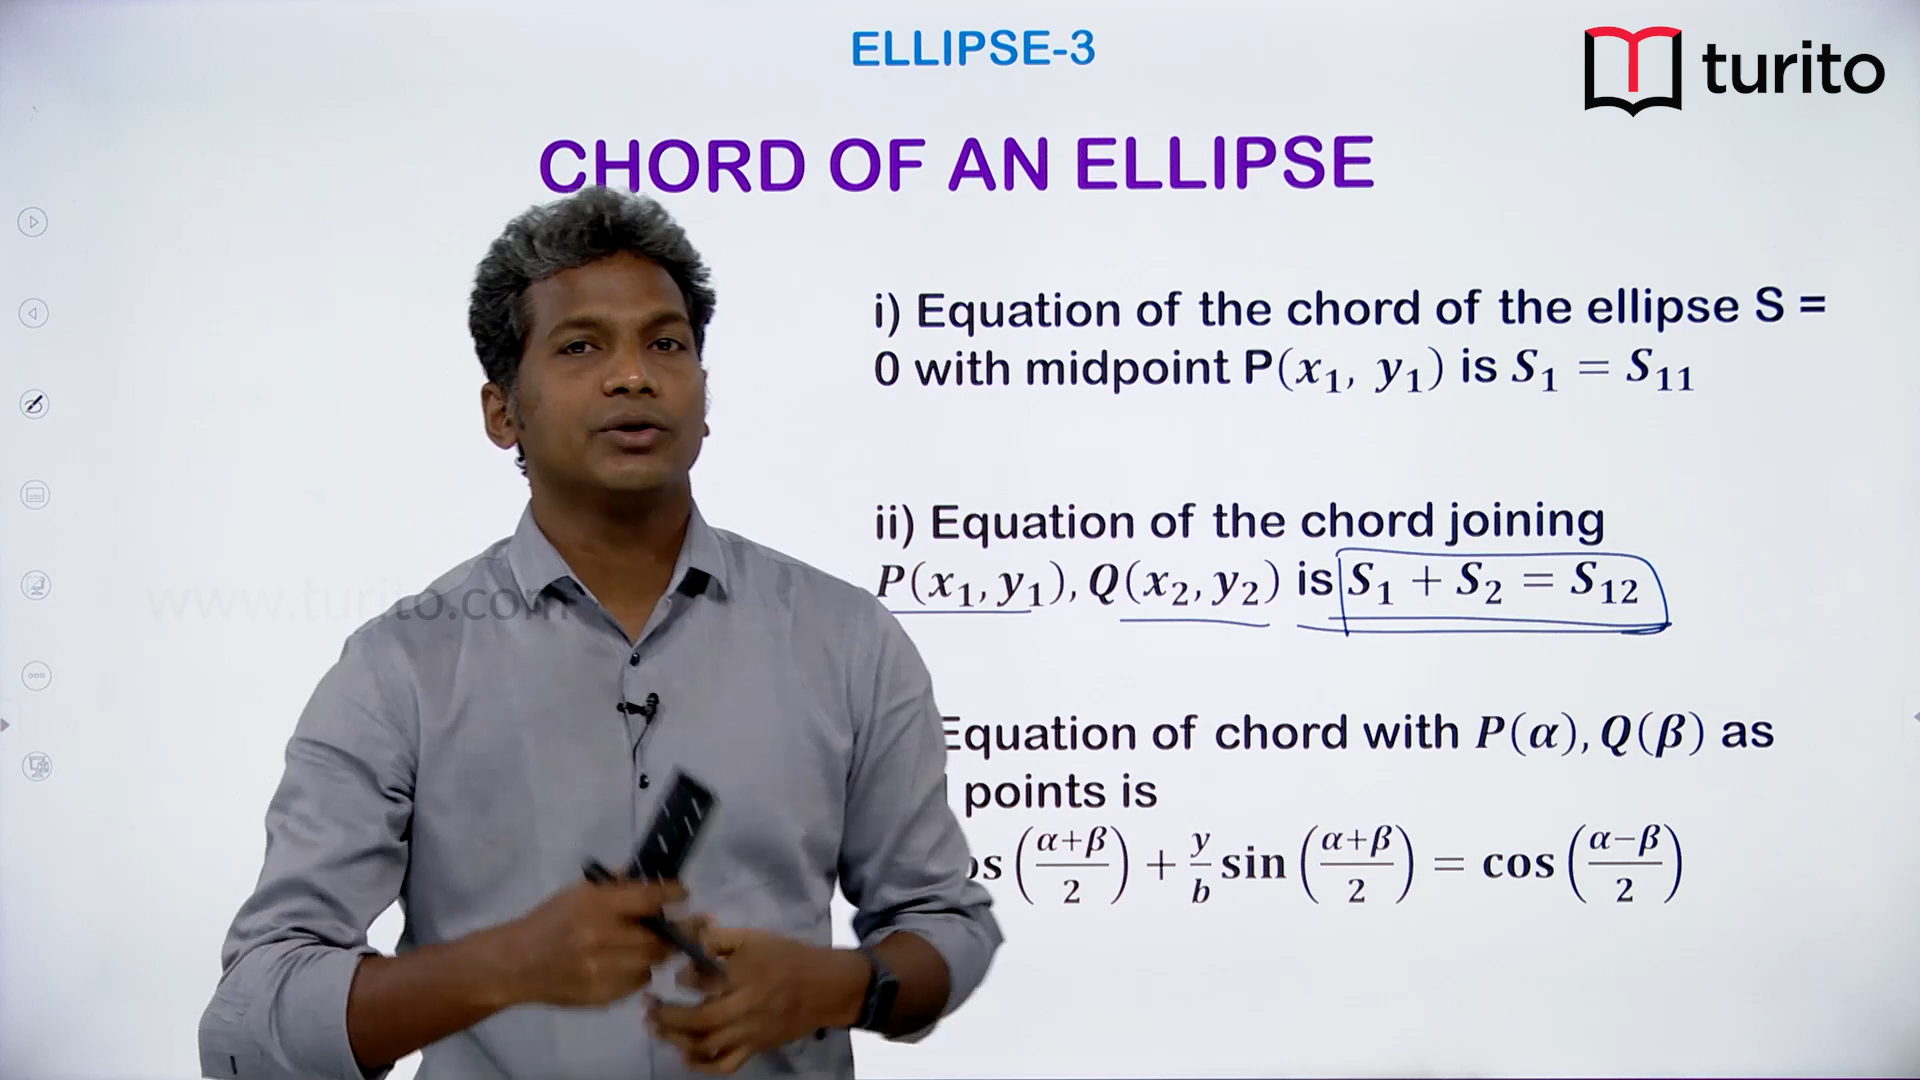 ELLIPSE-3
turito
CHORD OF AN ELLIPSE
i) Equation of the chord of the ellipse S =
0 with midpoint P(x₁, y₁) is S₁ = S₁₁
ii) Equation of the chord joining
P(x₁, y₁), Q(x₂, y₂) is S₁ + S₂ = S₁₂
www.turito.com
Equation of chord with P(α), Q(β) as
points is
os (α+β/2) + y/b sin (α+β/2) = cos (α−β/2)